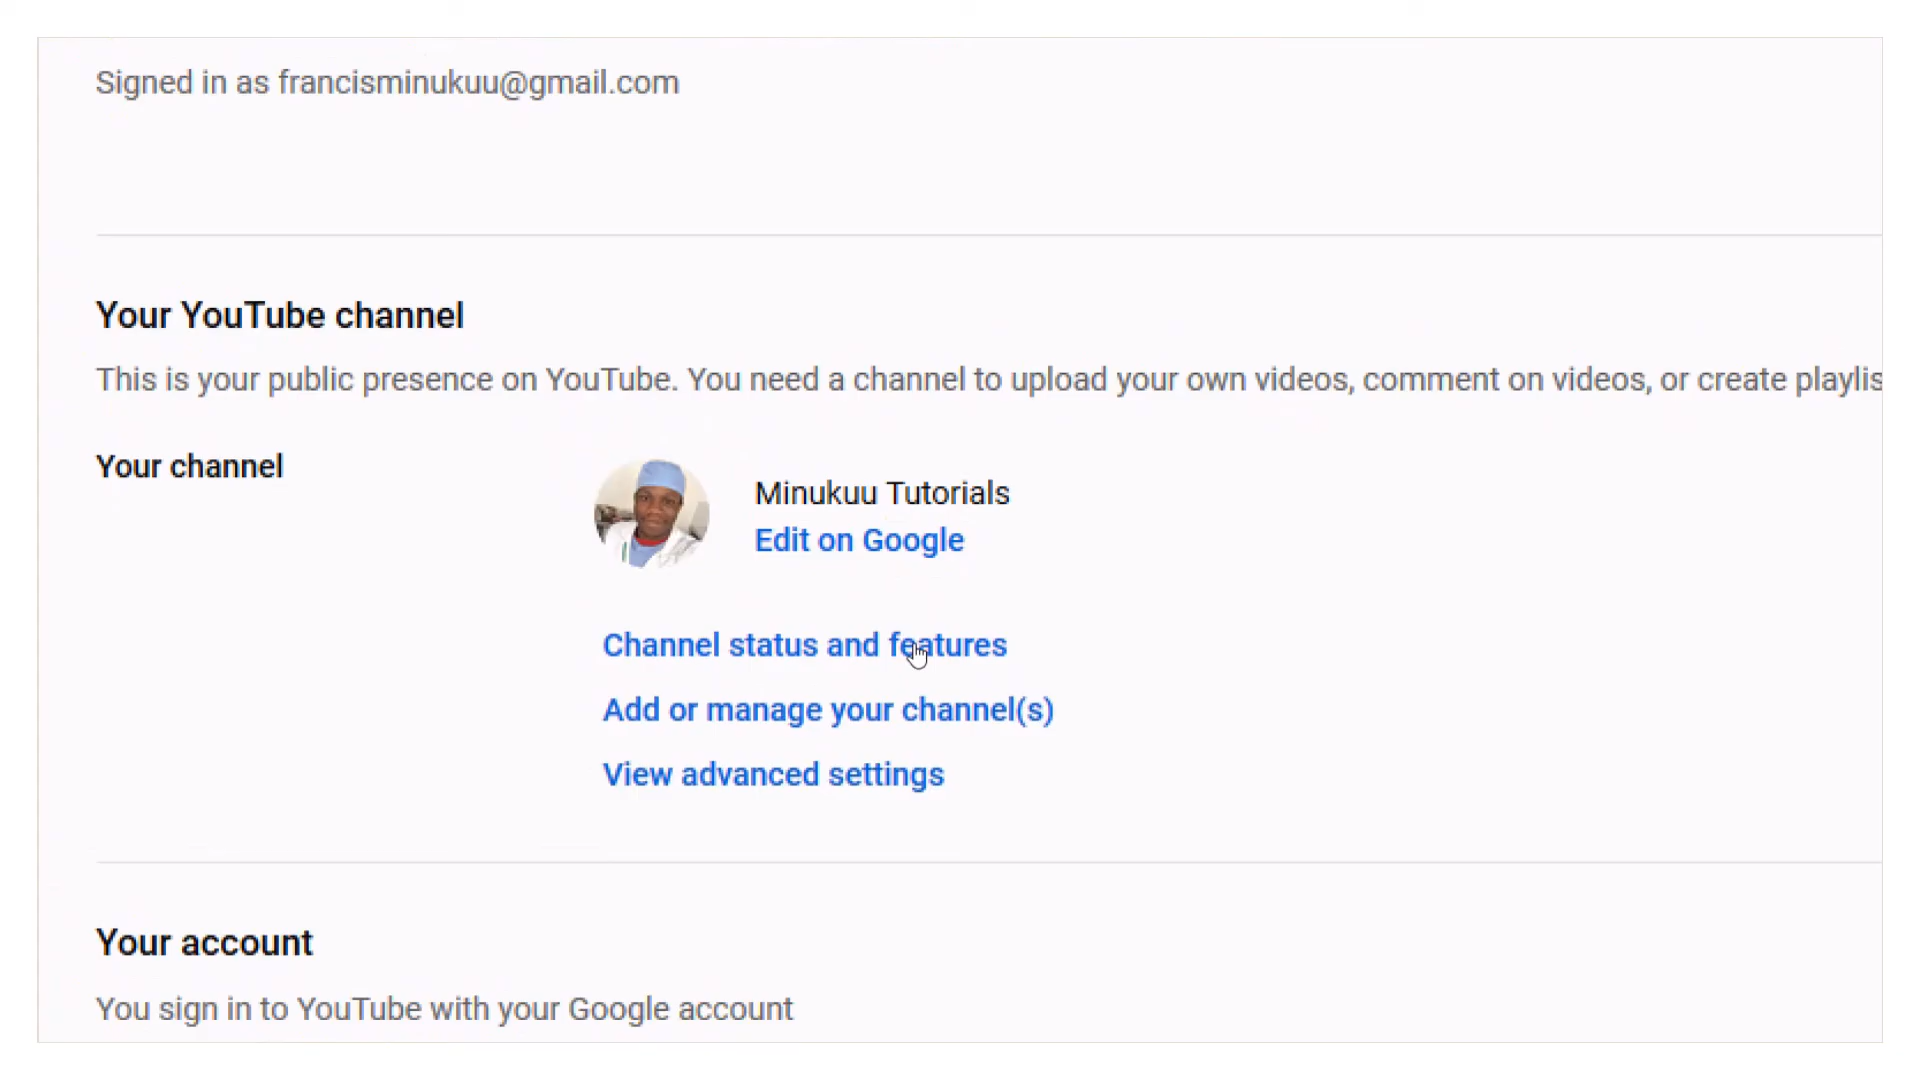 Signed in as francisminukuu@gmail.com
Your YouTube channel
This is your public presence on YouTube. You need a channel to upload your own videos, comment on videos, or create playlis
Your channel
Minukuu Tutorials
Edit on Google
Channel status and features
Add or manage your channel(s)
View advanced settings
Your account
You sign in to YouTube with your Google account